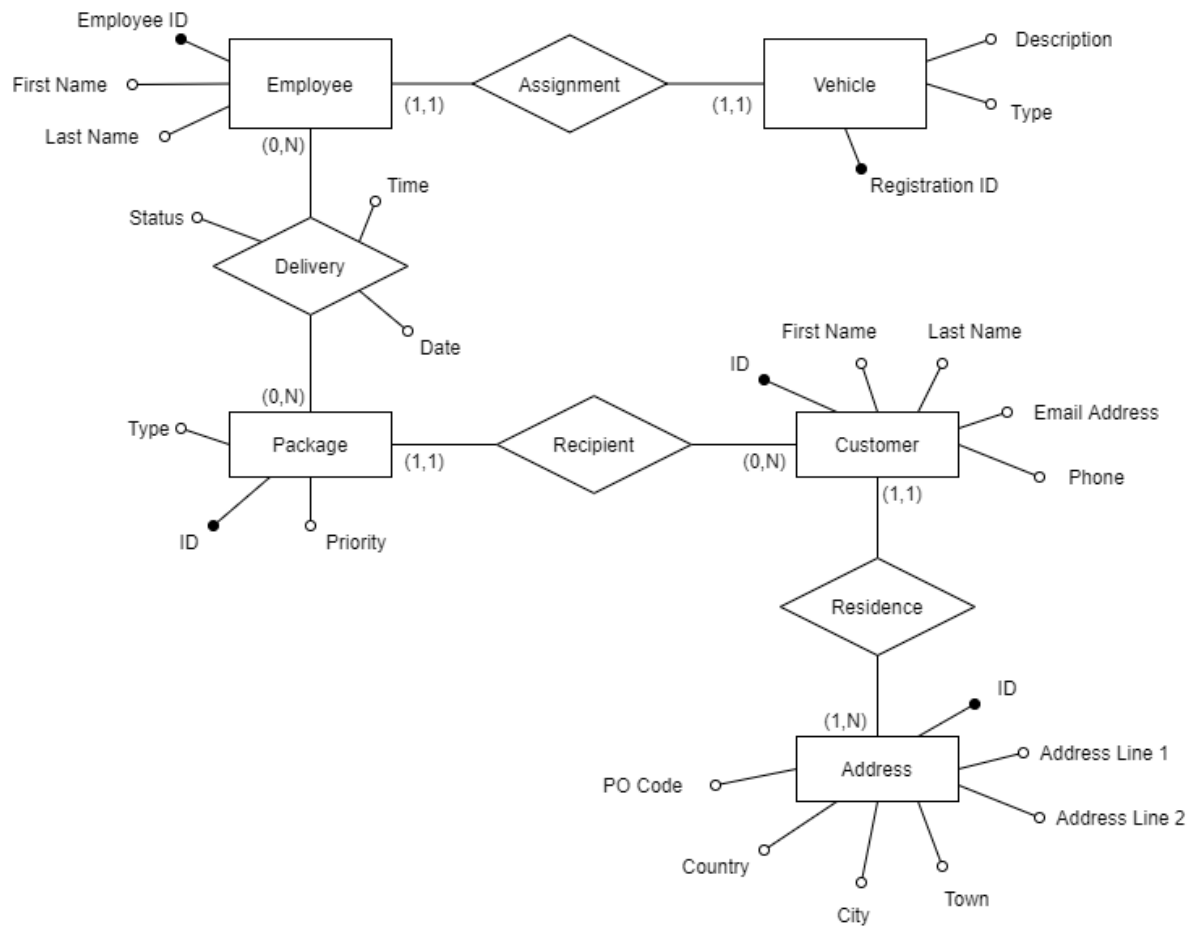 Employee ID
First Name
Last Name
Employee
(1,1)
Assignment
(1,1)
Vehicle
Description
Type
Registration ID
(0,N)
Time
Status
Delivery
Date
(0,N)
Type
Package
(1,1)
ID
Priority
Recipient
First Name
Last Name
ID
Email Address
(0,N)
Customer
Phone
(1,1)
Residence
(1,N)
ID
Address
Address Line 1
PO Code
Address Line 2
Country
City
Town